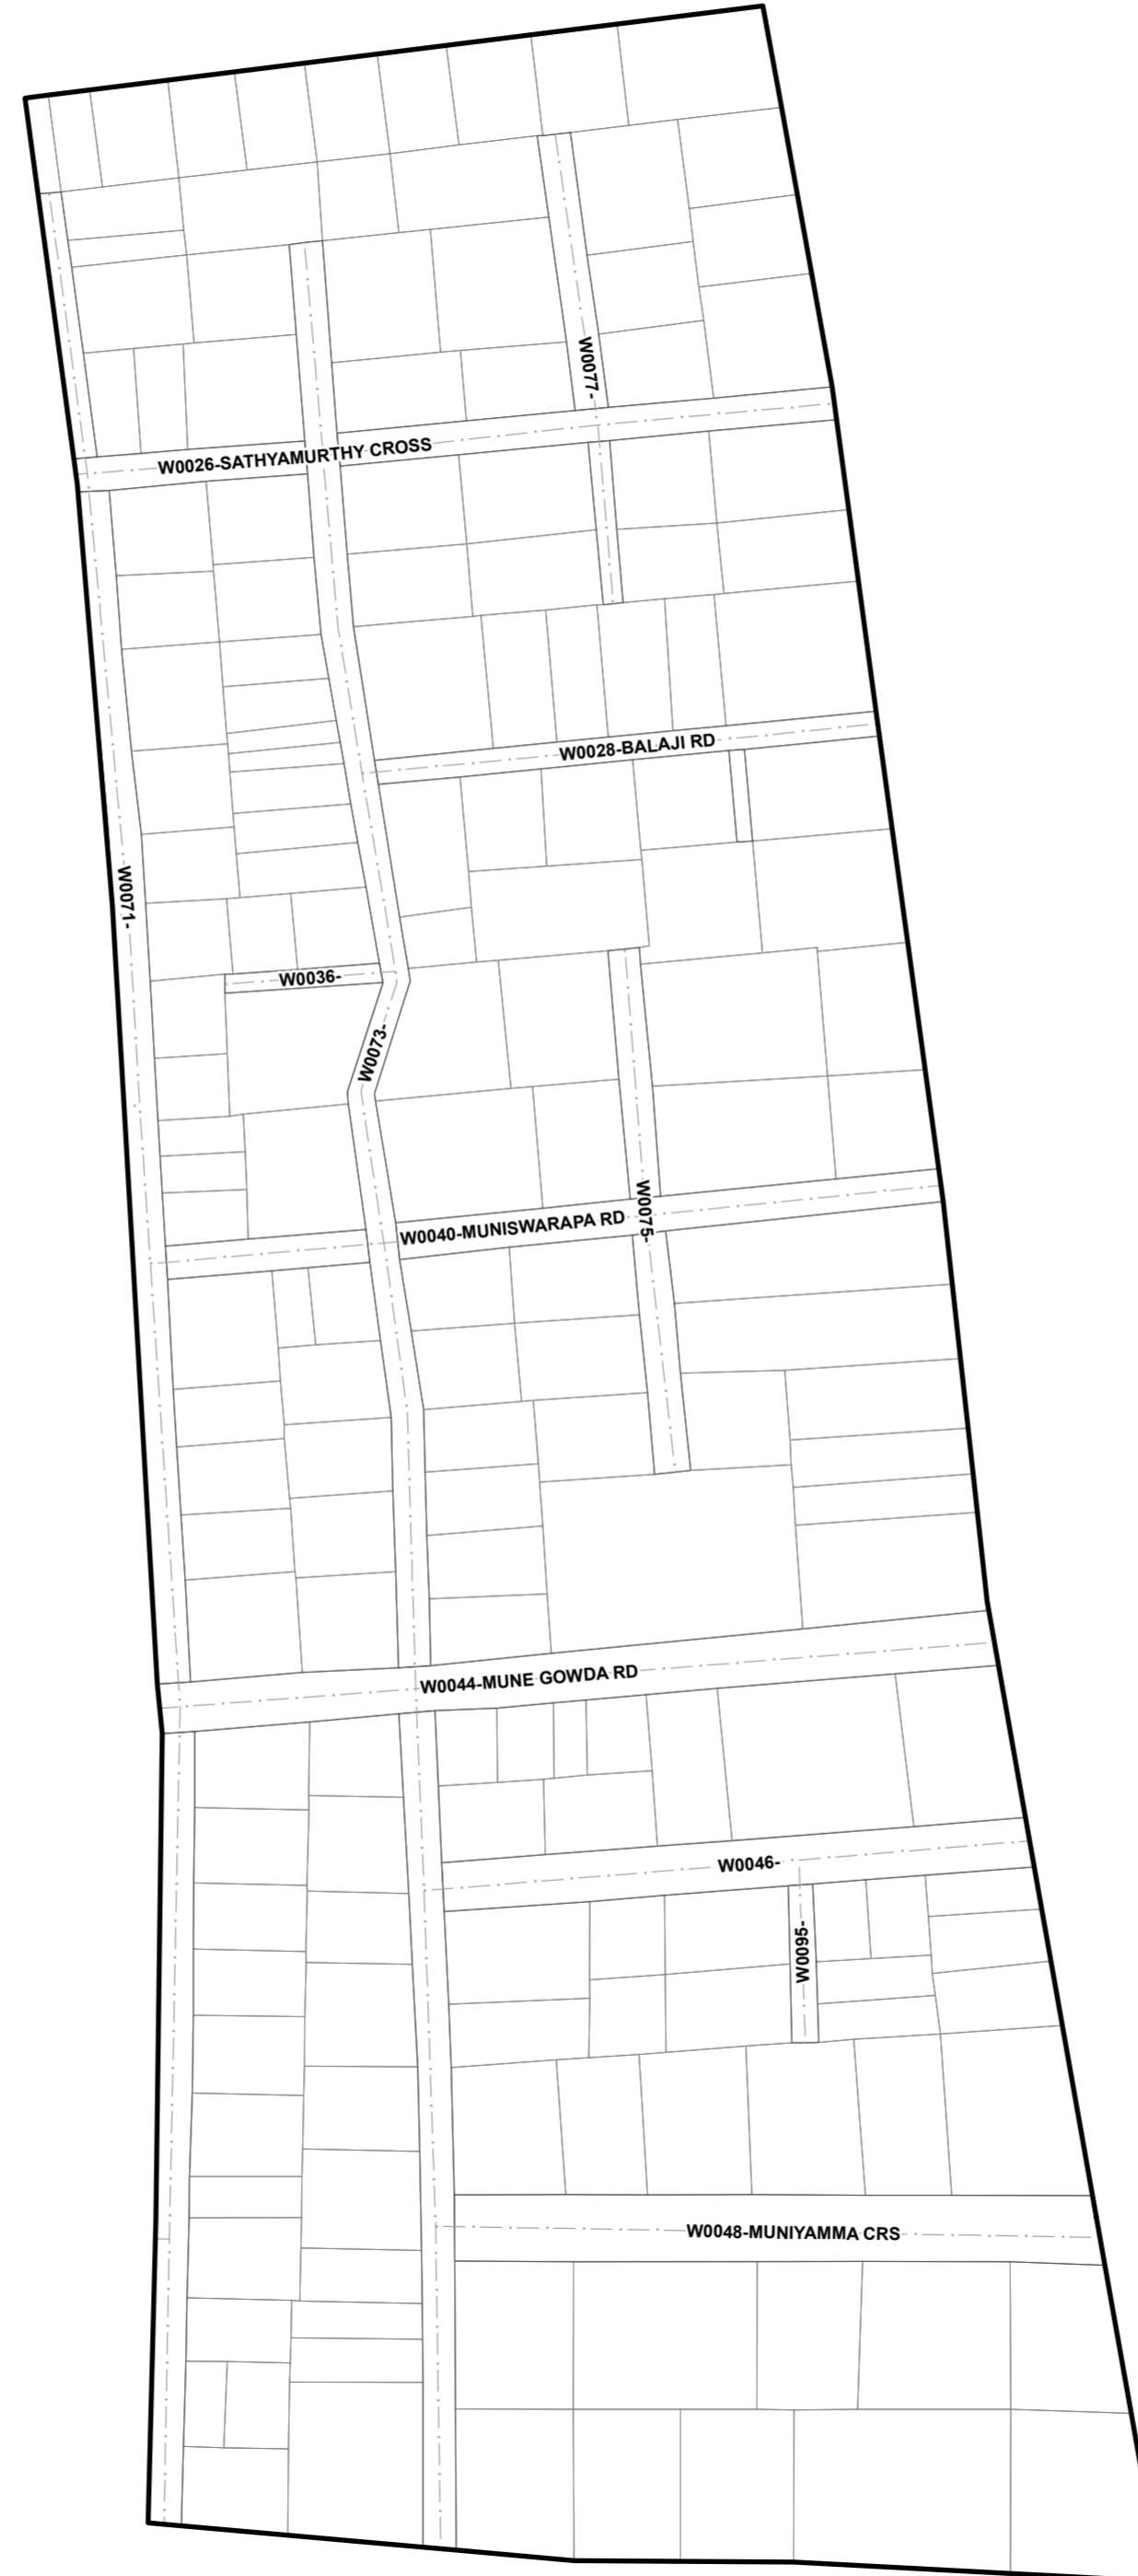 W0077-
W0026-SATHYAMURTHY CROSS
W0028-BALAJI RD
W0071-
W0036-
W0073-
W0075-
W0040-MUNISWARAPA RD
W0044-MUNE GOWDA RD
W0046-
W0095-
W0048-MUNIYAMMA CRS